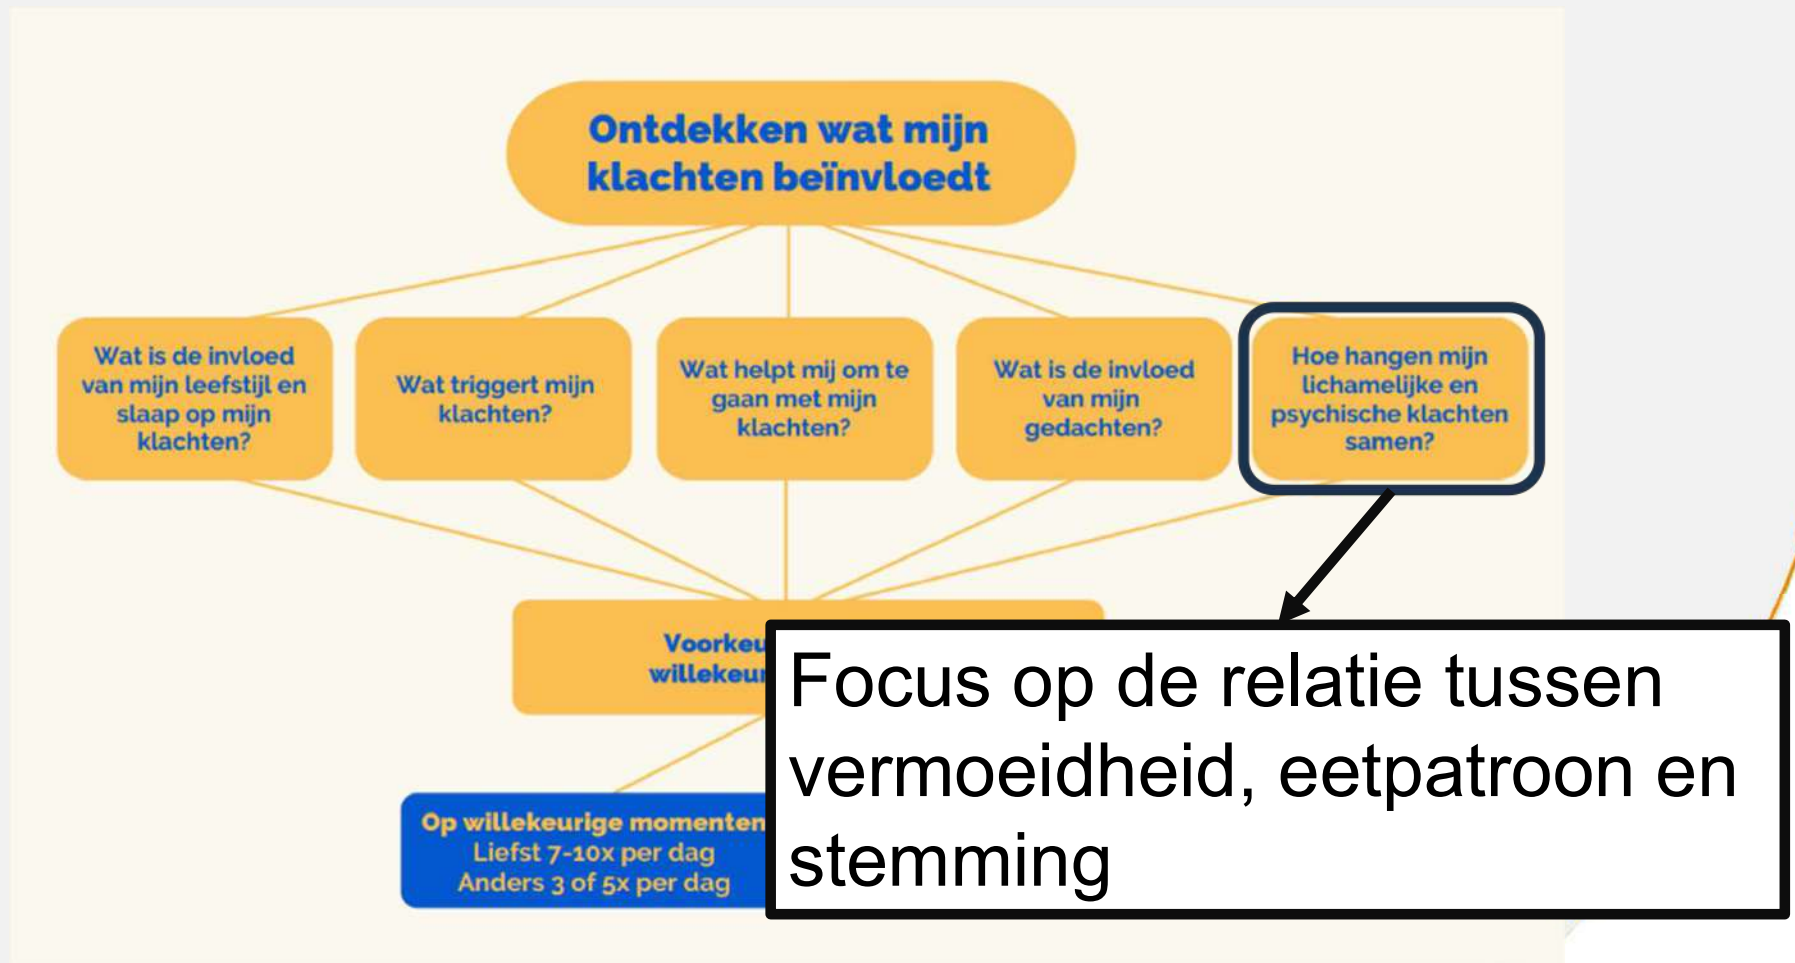 Ontdekken wat mijn
klachten beïnvloedt
Wat is de invloed
van mijn leefstijl en
slaap op mijn
klachten?
Wat triggert mijn
klachten?
Wat helpt mij om te
gaan met mijn
klachten?
Wat is de invloed
van mijn
gedachten?
Hoe hangen mijn
lichamelijke en
psychische klachten
samen?
Focus op de relatie tussen
vermoeidheid, eetpatroon en
stemming
Op willekeurige momenten
Liefst 7-10x per dag
Anders 3 of 5x per dag